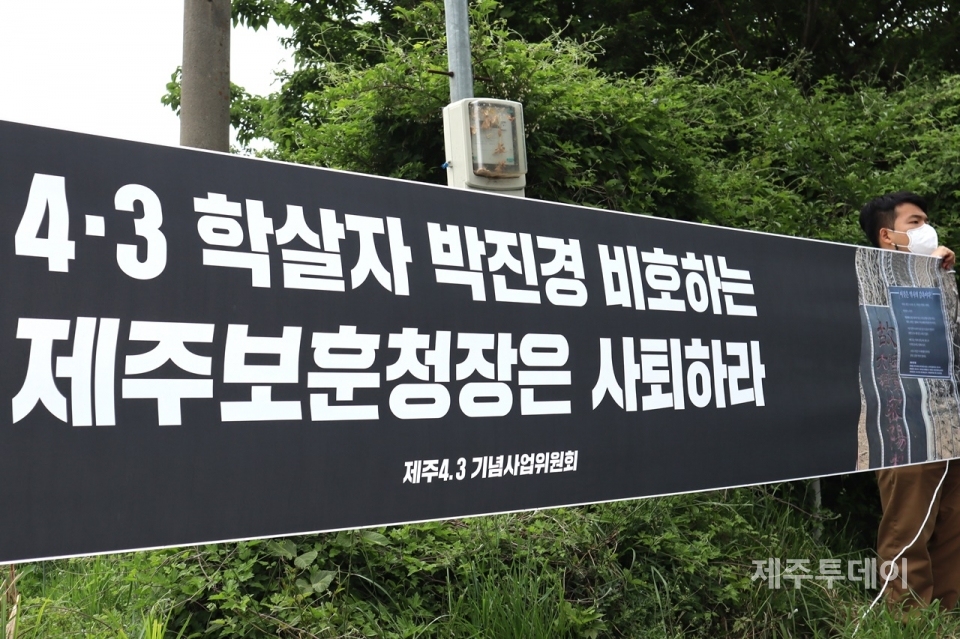 4·3 학살자 박진경 비호하는
제주보훈청장은 사퇴하라
제주4.3 기념사업위원회
제주투데이